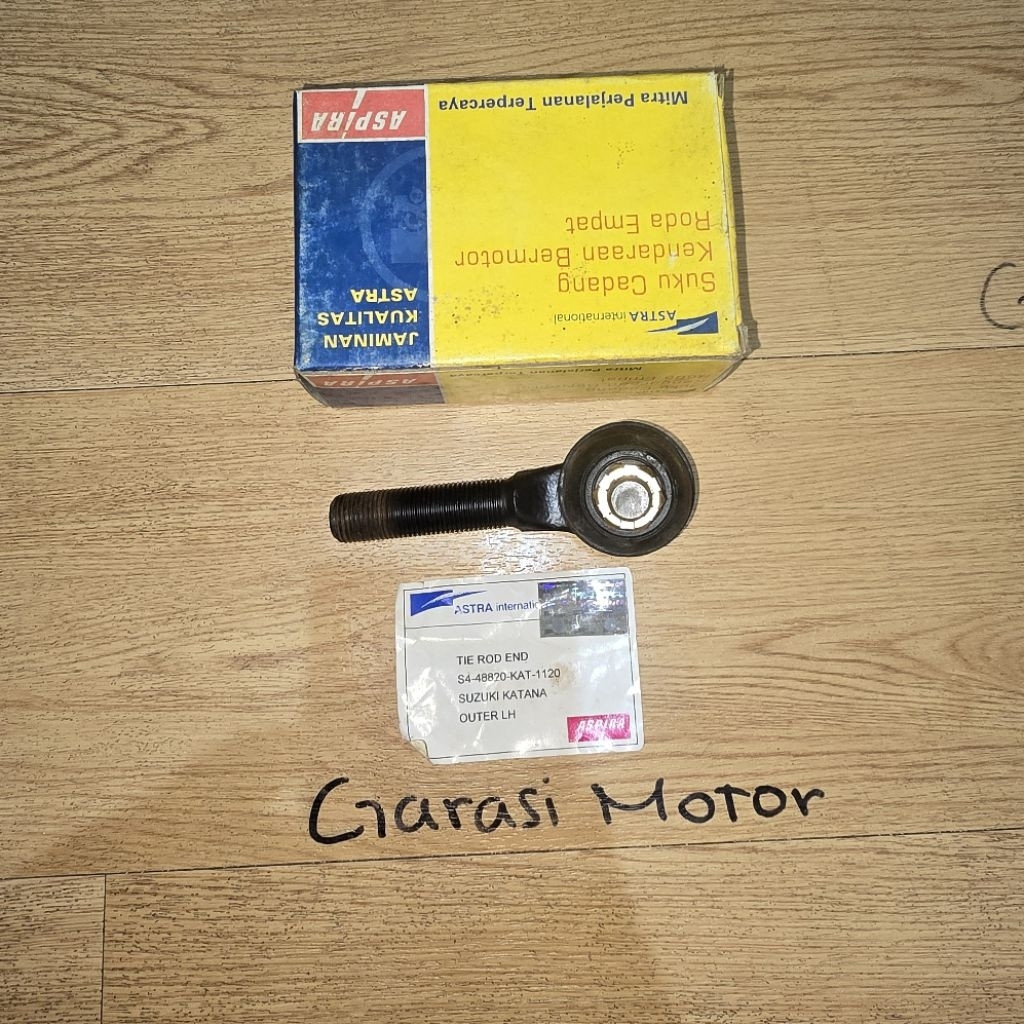 Mitra Perjalanan Terpercaya
ASPIRA
Suku Cadang
Kendaraan Bermotor
Roda Empat
JAMINAN
KUALITAS
ASTRA
ASTRA international
ASPIRA
ASTRA internatio
TIE ROD END
S4-48820-KAT-1120
SUZUKI KATANA
OUTER LH
ASPIRA
Garasi Motor
G